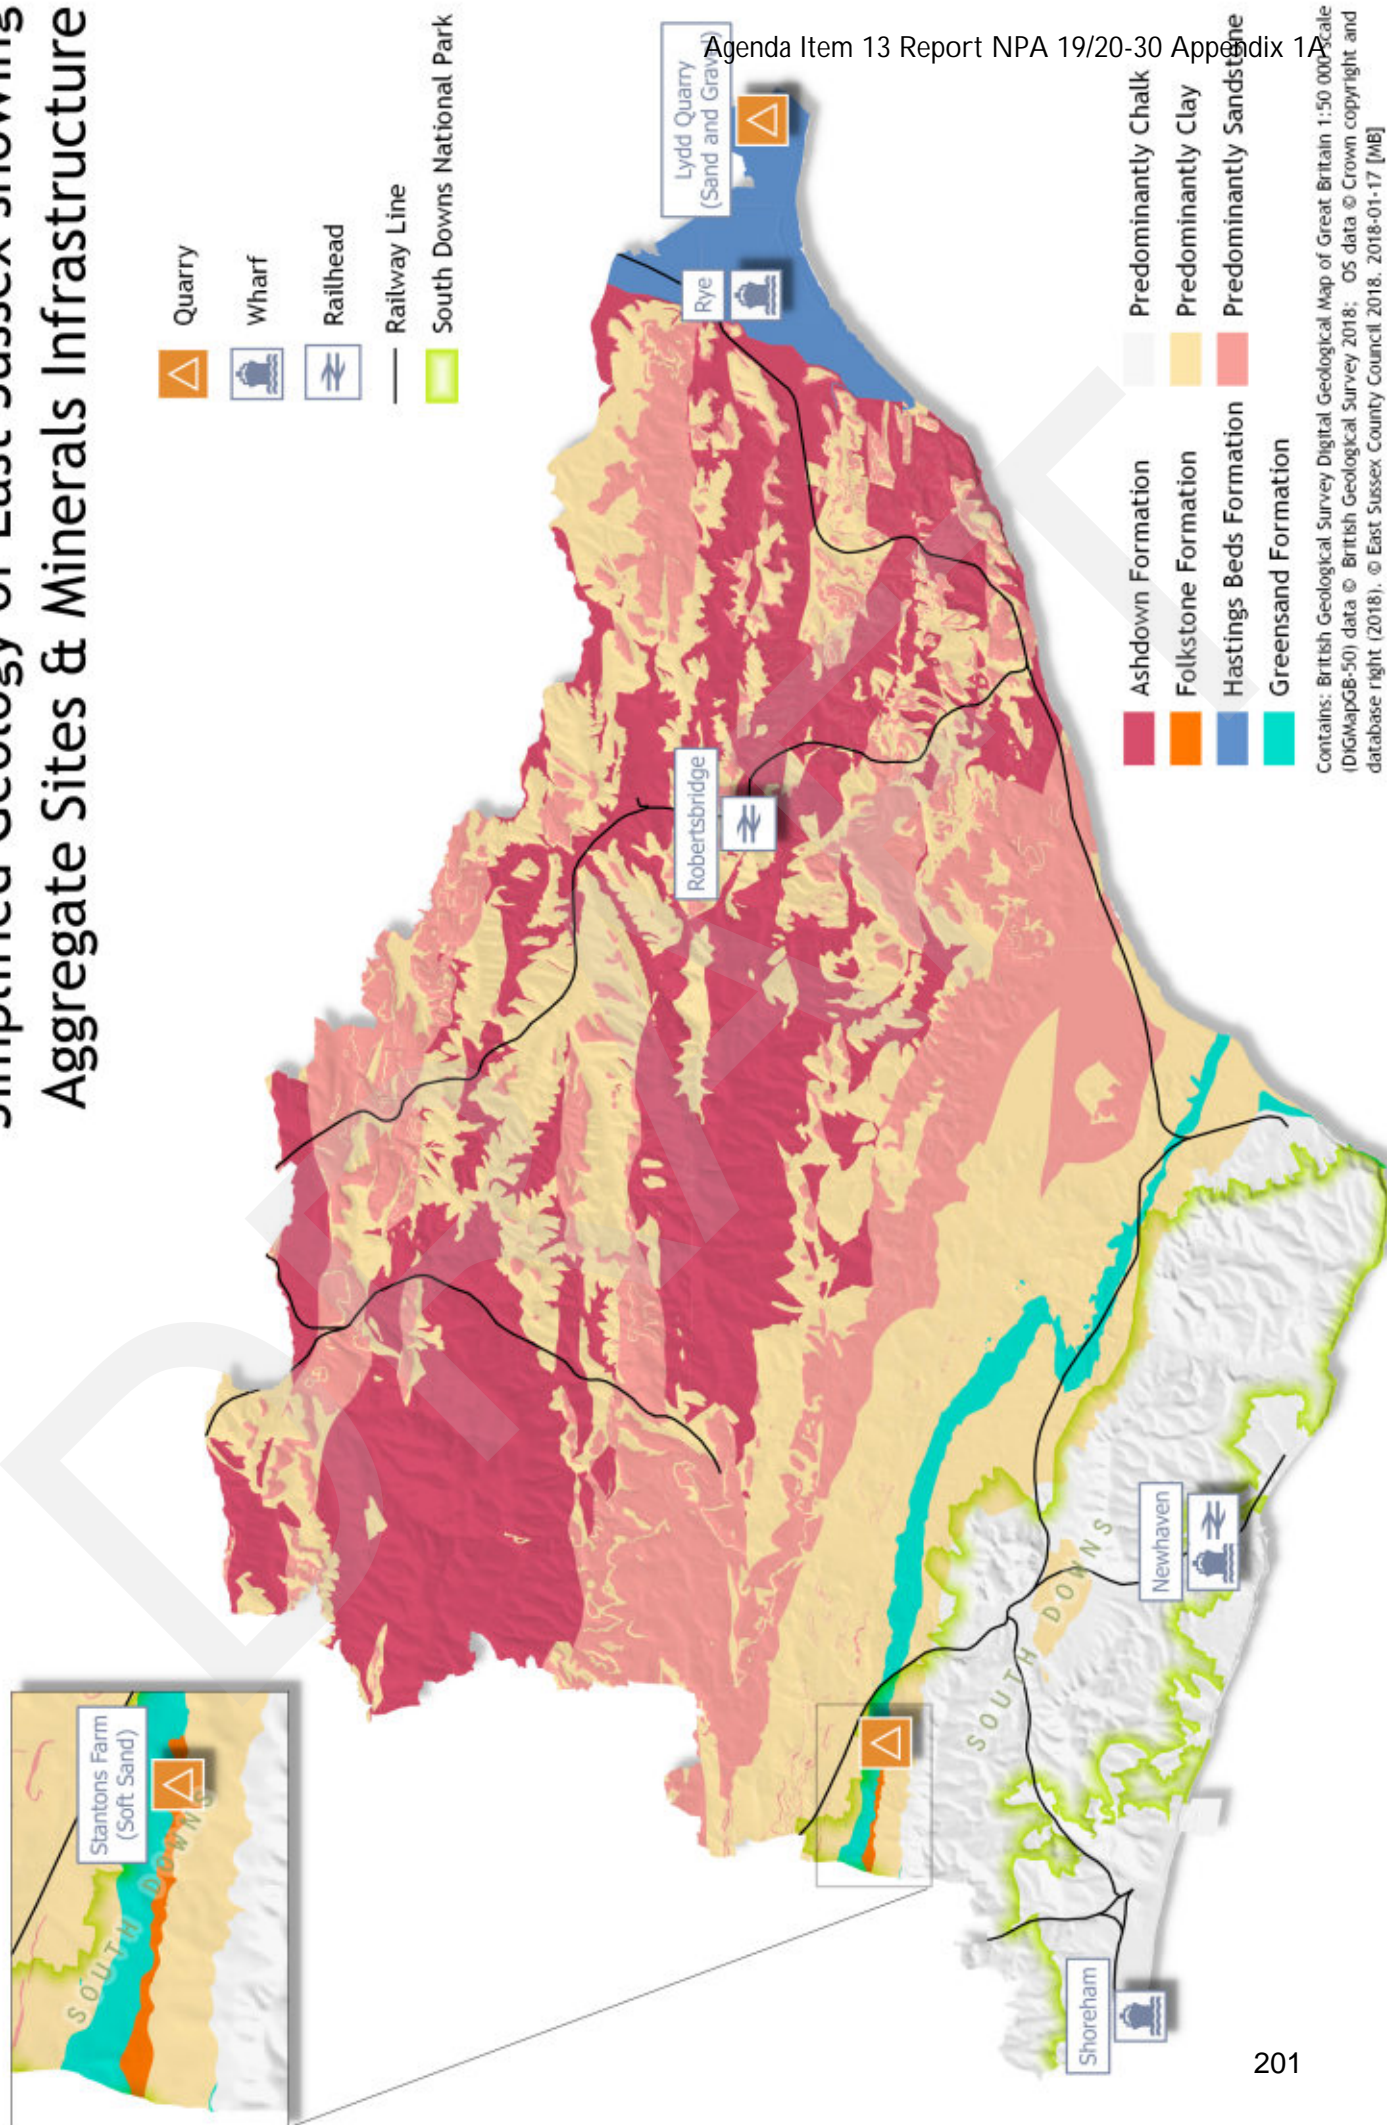 Agenda Item 13 Report NPA 19/20-30 Appendix 1A
Simplified Geology of East Sussex showing
Aggregate Sites & Minerals Infrastructure
Quarry
Wharf
Railhead
Railway Line
South Downs National Park
Lydd Quarry
(Sand and Gravel)
Rye
Robertsbridge
Newhaven
Shoreham
SOUTH DOWNS
Stantons Farm
(Soft Sand)
SOUTH DOWNS
Ashdown Formation
Folkstone Formation
Hastings Beds Formation
Greensand Formation
Predominantly Chalk
Predominantly Clay
Predominantly Sandstone
Contains: British Geological Survey Digital Geological Map of Great Britain 1:50 000 scale
(DiGMapGB-50) data © British Geological Survey 2018; OS data © Crown copyright and
database right (2018). © East Sussex County Council 2018. 2018-01-17 [MB]
DRAFT
201